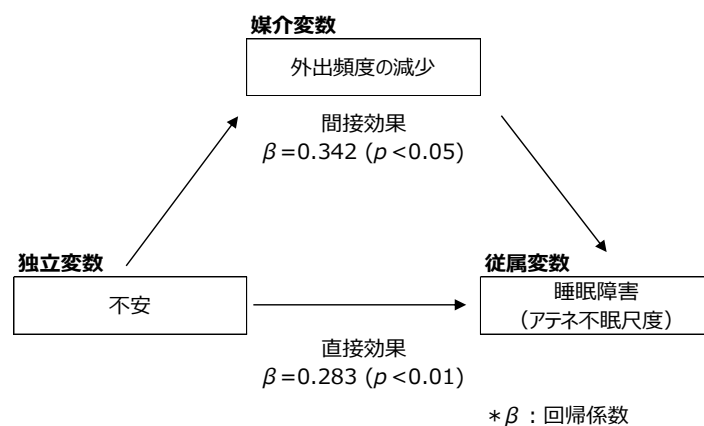 媒介変数
外出頻度の減少
間接効果
β=0.342 (p<0.05)
独立変数
不安
従属変数
睡眠障害
（アテネ不眠尺度）
直接効果
β=0.283 (p<0.01)
＊β：回帰係数